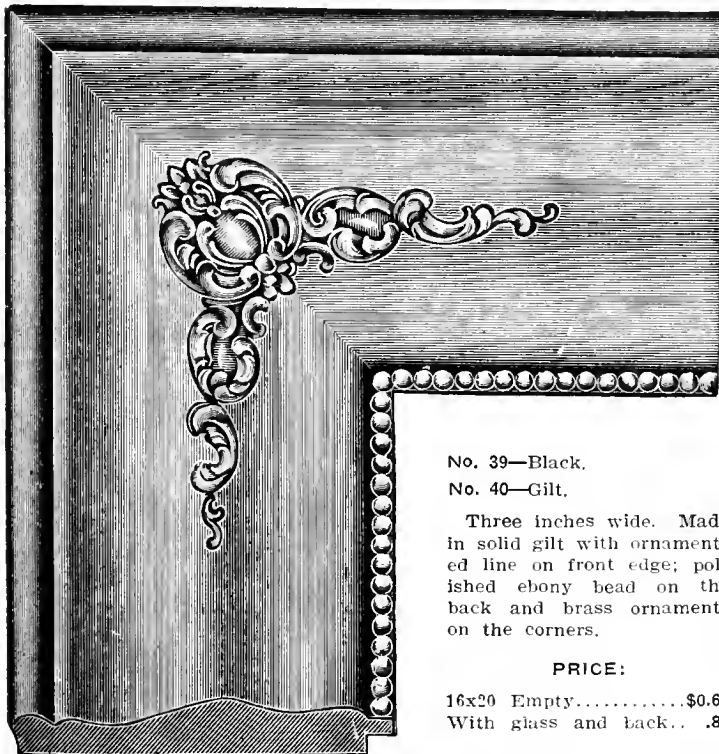 No. 39—Black.
No. 40—Gilt.
Three inches wide. Mad
in solid gilt with ornament
ed line on front edge; pol
ished ebony bead on th
back and brass ornament
on the corners.
PRICE:
16x20 Empty............$0.6
With glass and back.. .8